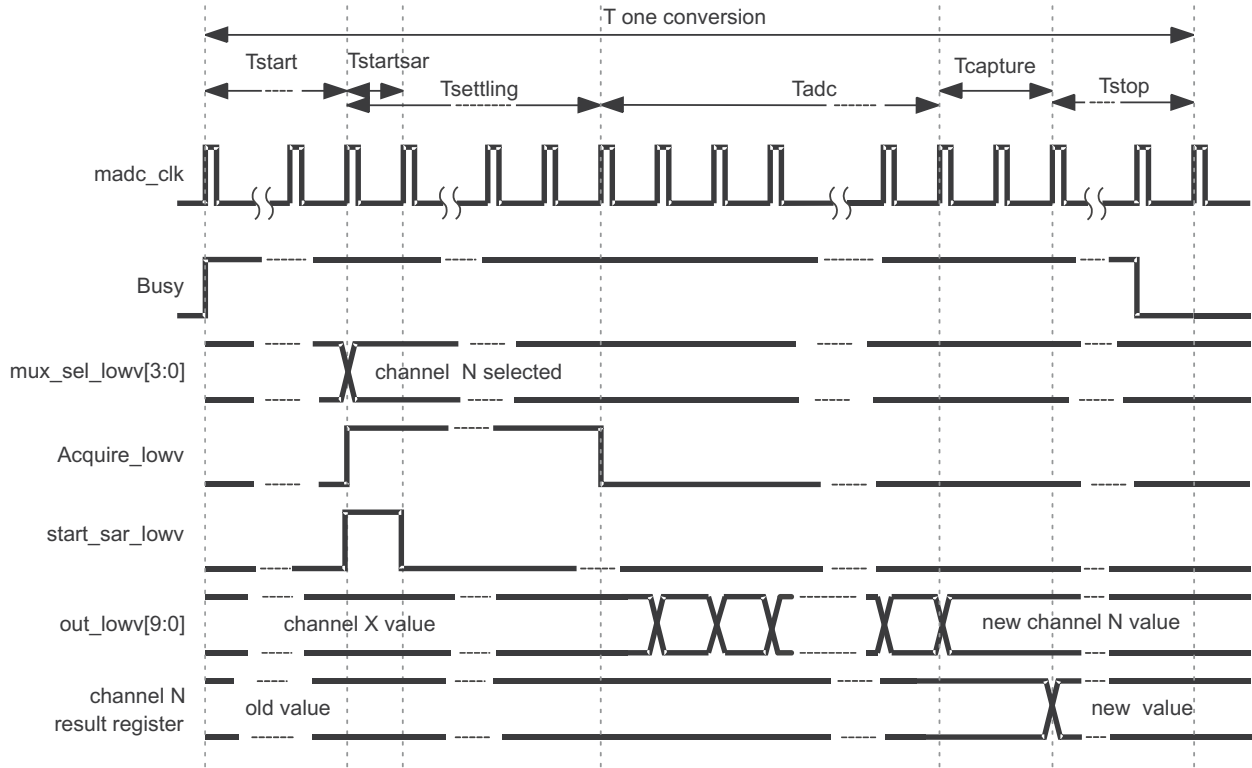 T one conversion
Tstart
Tstartsar
Tsettling
Tadc
Tcapture
Tstop
madc_clk
Busy
mux_sel_lowv[3:0]
channel N selected
Acquire_lowv
start_sar_lowv
out_lowv[9:0]
channel X value
new channel N value
channel N
result register
old value
new value